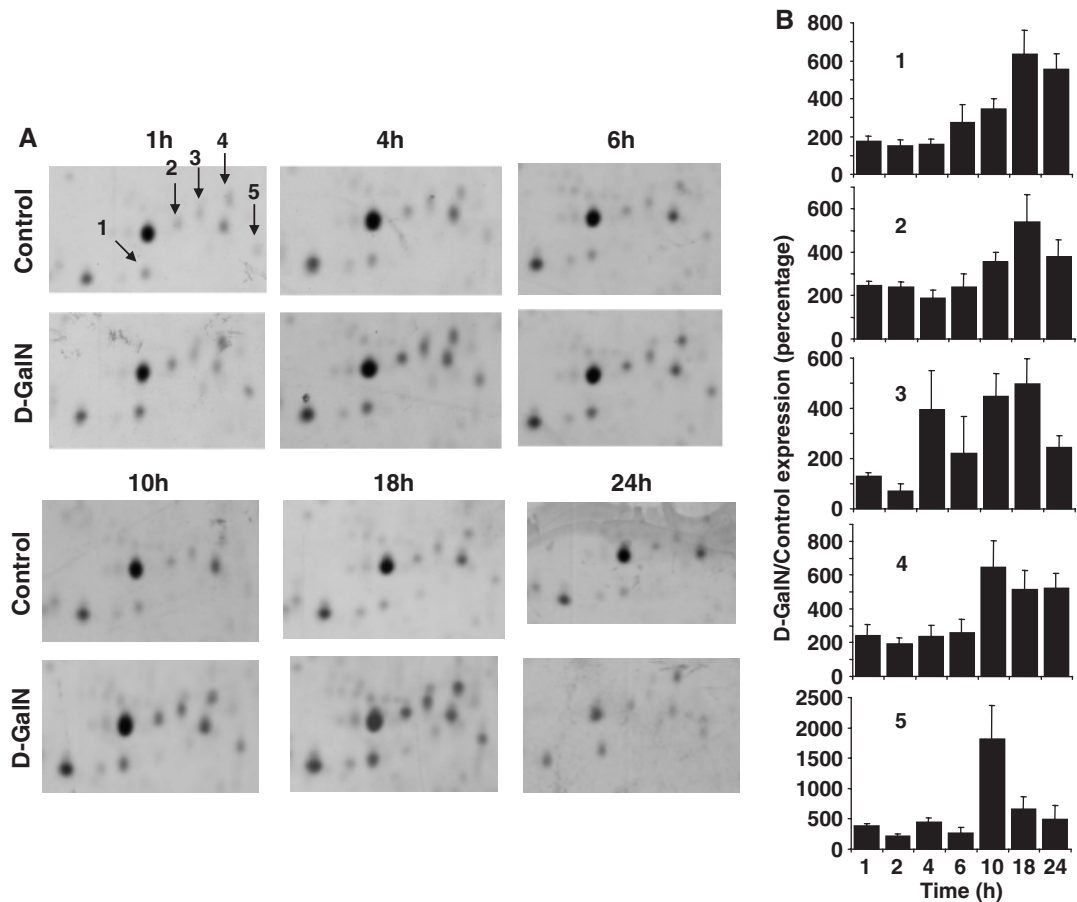 A
1h
4h
6h
Control
1
2
3
4
5
D-GalN
10h
18h
24h
Control
D-GalN
B
D-GalN/Control expression (percentage)
800
600
400
200
0
1
600
400
200
0
2
600
400
200
0
3
800
600
400
200
0
4
2500
2000
1500
1000
500
0
5
1 2 4 6 10 18 24
Time (h)